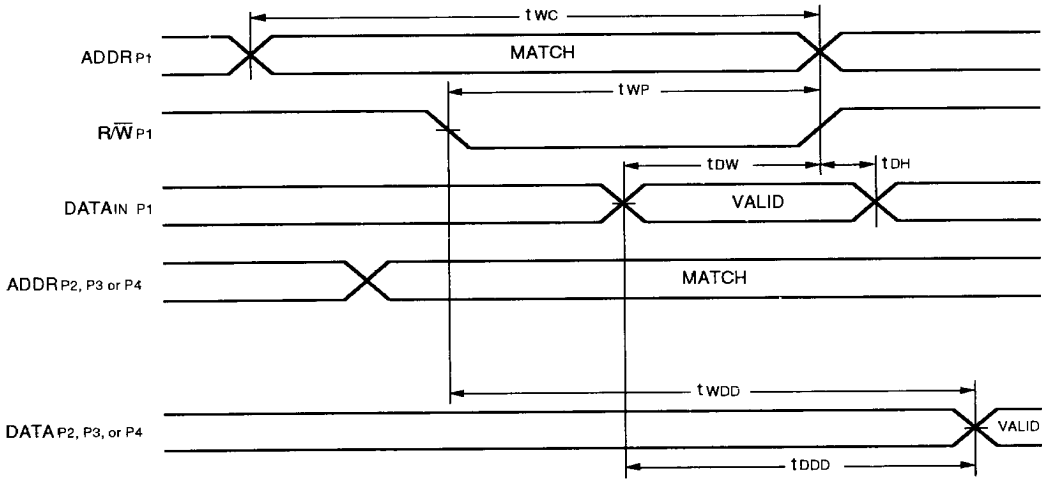 tWC
ADDR P1
MATCH
tWP
R/W̅ P1
tDW
tDH
DATAIN P1
VALID
ADDR P2, P3 or P4
MATCH
tWDD
DATA P2, P3, or P4
VALID
tDDD